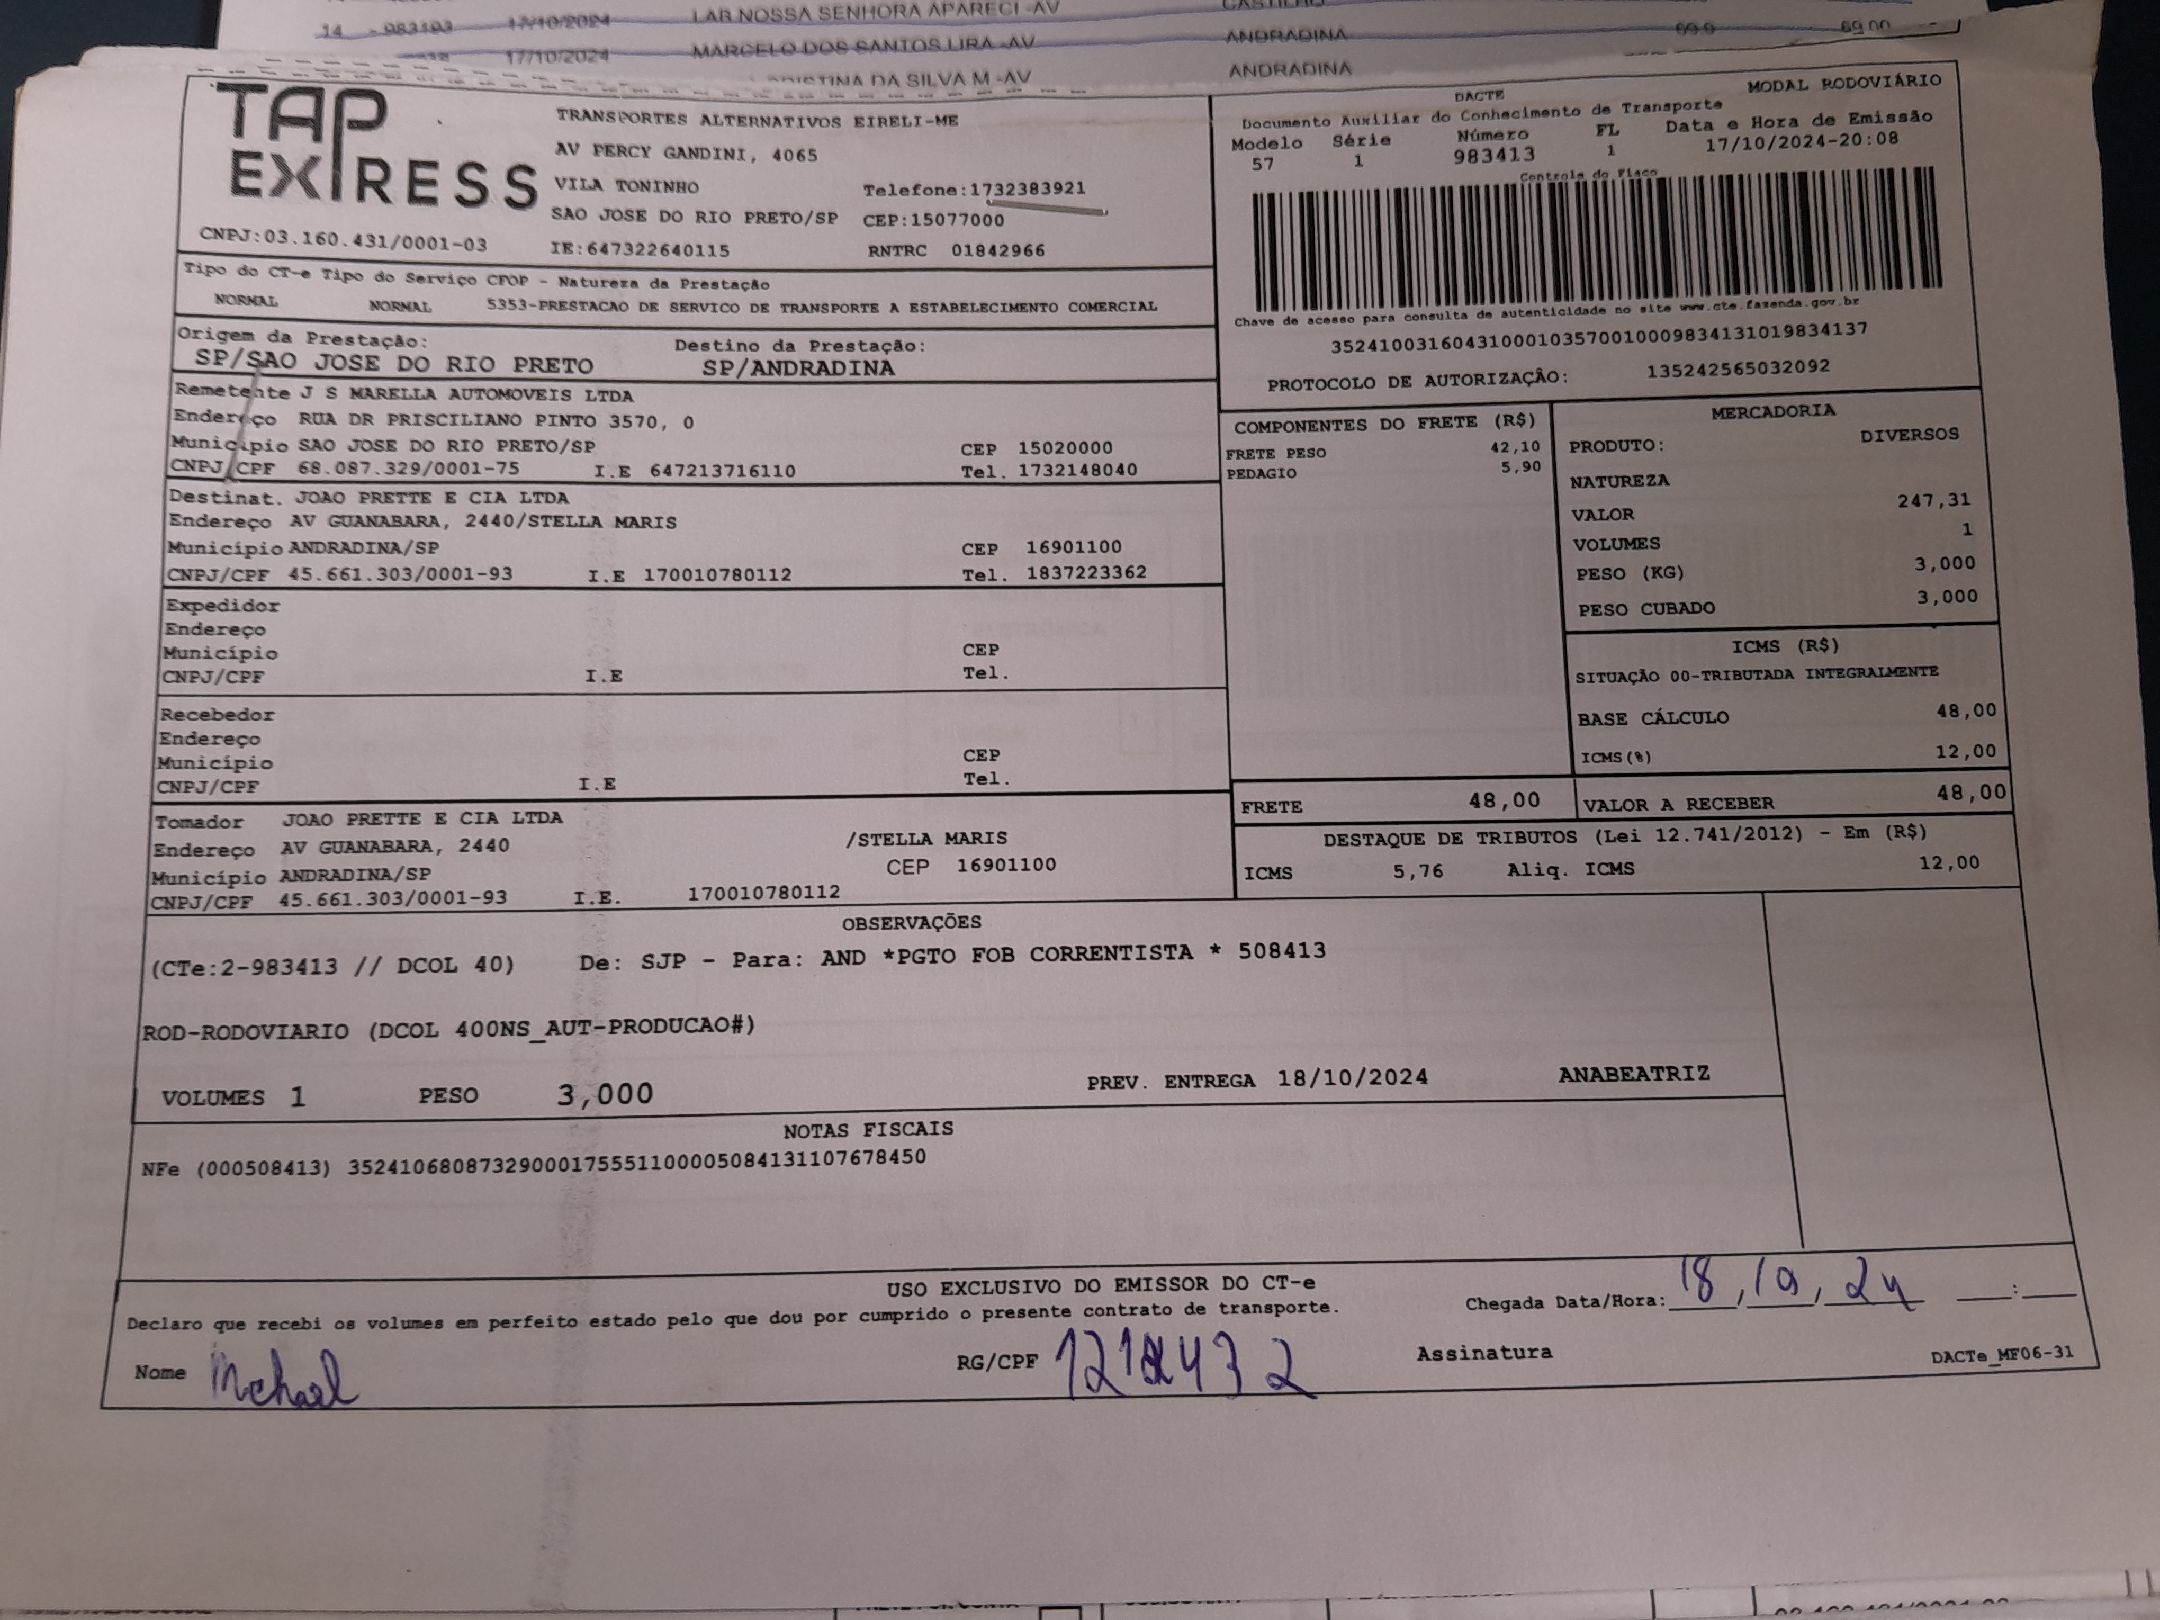 LAB NOSSA SENHORA APARECI -AV
14 - 983193 17/10/2024 MARCELO DOS SANTOS LIRA -AV ANDRADINA
17/10/2024 DA SILVA M -AV ANDRADINA
TAP EXPRESS
TRANSPORTES ALTERNATIVOS EIRELI-ME
AV PERCY GANDINI, 4065
VILA TONINHO Telefone:1732383921
SAO JOSE DO RIO PRETO/SP CEP:15077000
CNPJ:03.160.431/0001-03 IE:647322640115 RNTRC 01842966
DACTE MODAL RODOVIÁRIO
Documento Auxiliar do Conhecimento de Transporte
Modelo Série Número FL Data e Hora de Emissão
57 1 983413 1 17/10/2024-20:08
Controle do Fisco
Chave de acesso para consulta de autenticidade no site www.cte.fazenda.gov.br
35241003160431000103570010009834131019834137
PROTOCOLO DE AUTORIZAÇÂO: 135242565032092
Tipo do CT-e Tipo do Serviço CFOP - Natureza da Prestação
NORMAL NORMAL 5353-PRESTACAO DE SERVICO DE TRANSPORTE A ESTABELECIMENTO COMERCIAL
Origem da Prestação: Destino da Prestação:
SP/SAO JOSE DO RIO PRETO SP/ANDRADINA
Remetente J S MARELLA AUTOMOVEIS LTDA
Endereço RUA DR PRISCILIANO PINTO 3570, 0
Município SAO JOSE DO RIO PRETO/SP CEP 15020000
CNPJ/CPF 68.087.329/0001-75 I.E 647213716110 Tel. 1732148040
Destinat. JOAO PRETTE E CIA LTDA
Endereço AV GUANABARA, 2440/STELLA MARIS
Município ANDRADINA/SP CEP 16901100
CNPJ/CPF 45.661.303/0001-93 I.E 170010780112 Tel. 1837223362
Expedidor
Endereço
Município CEP
CNPJ/CPF I.E Tel.
Recebedor
Endereço
Município CEP
CNPJ/CPF I.E Tel.
Tomador JOAO PRETTE E CIA LTDA
Endereço AV GUANABARA, 2440 /STELLA MARIS
Município ANDRADINA/SP CEP 16901100
CNPJ/CPF 45.661.303/0001-93 I.E. 170010780112
COMPONENTES DO FRETE (R$)
FRETE PESO 42,10
PEDAGIO 5,90
MERCADORIA
PRODUTO: DIVERSOS
NATUREZA
VALOR 247,31
VOLUMES 1
PESO (KG) 3,000
PESO CUBADO 3,000
ICMS (R$)
SITUAÇÃO 00-TRIBUTADA INTEGRALMENTE
BASE CÁLCULO 48,00
ICMS(%) 12,00
FRETE 48,00 VALOR A RECEBER 48,00
DESTAQUE DE TRIBUTOS (Lei 12.741/2012) - Em (R$)
ICMS 5,76 Aliq. ICMS 12,00
OBSERVAÇÕES
(CTe:2-983413 // DCOL 40) De: SJP - Para: AND *PGTO FOB CORRENTISTA * 508413
ROD-RODOVIARIO (DCOL 400NS_AUT-PRODUCAO#)
VOLUMES 1 PESO 3,000 PREV. ENTREGA 18/10/2024 ANABEATRIZ
NOTAS FISCAIS
NFe (000508413) 35241068087329000175551100005084131107678450
USO EXCLUSIVO DO EMISSOR DO CT-e
Declaro que recebi os volumes em perfeito estado pelo que dou por cumprido o presente contrato de transporte. Chegada Data/Hora: 18,10,24 :
Nome Michael RG/CPF Assinatura DACTe_MF06-31